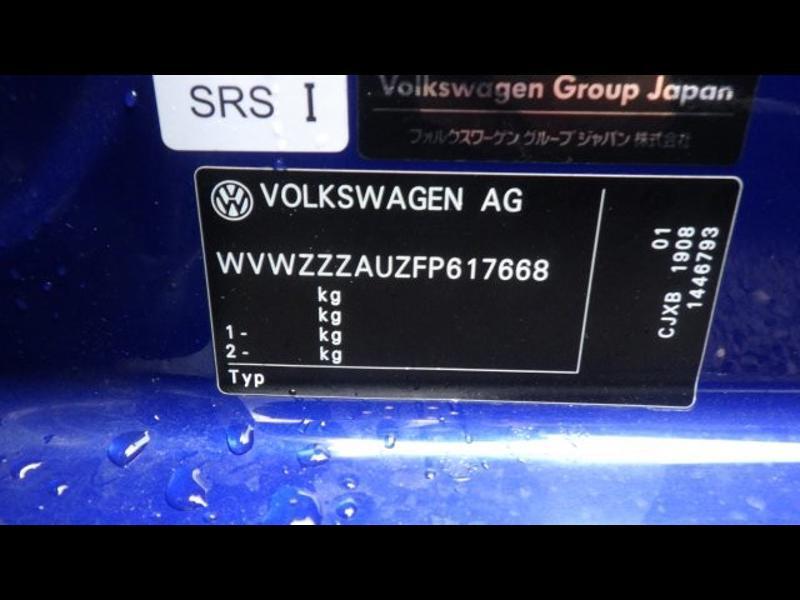 SRS I
Volkswagen Group Japan
フォルクスワーゲン グループ ジャパン 株式会社
VOLKSWAGEN AG
WVWZZZAUZFP617668
kg
kg
1- kg
2- kg
Typ
01
CJXB 1908
1446793